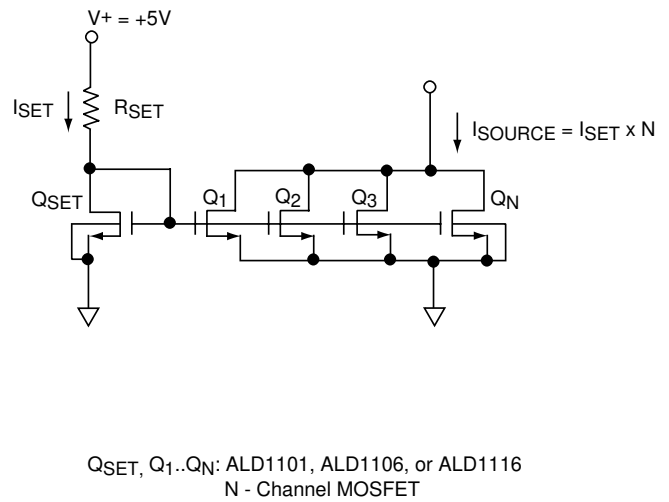 V+ = +5V
ISET
RSET
ISOURCE = ISET x N
QSET
Q1
Q2
Q3
QN
QSET, Q1..QN: ALD1101, ALD1106, or ALD1116
N - Channel MOSFET